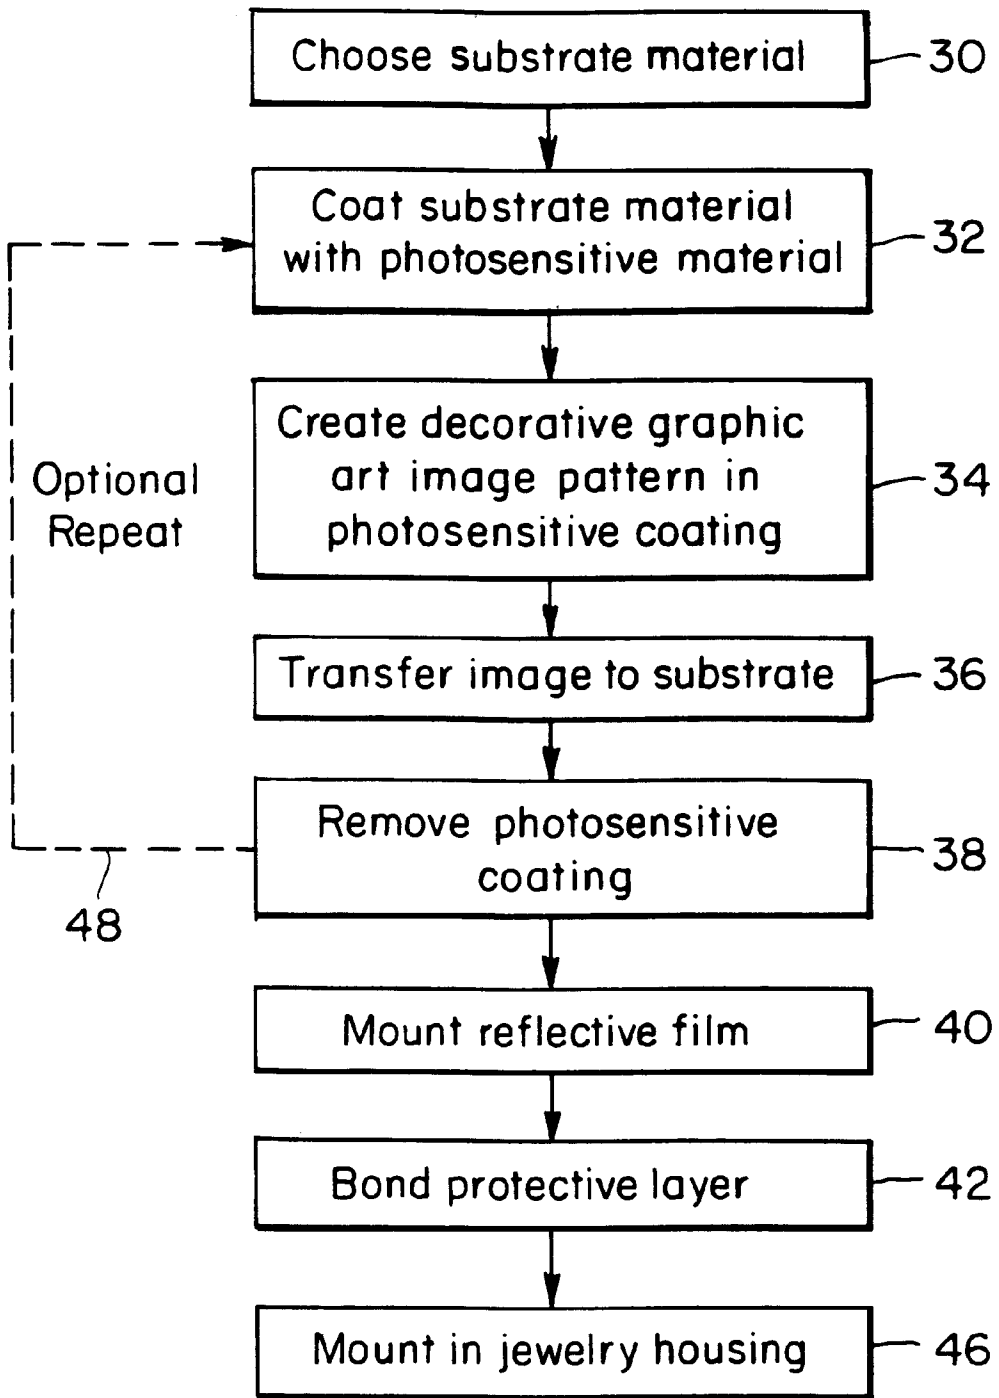 Choose substrate material
30
Coat substrate material
with photosensitive material
32
Create decorative graphic
art image pattern in
photosensitive coating
34
Optional
Repeat
Transfer image to substrate
36
Remove photosensitive
coating
38
48
Mount reflective film
40
Bond protective layer
42
Mount in jewelry housing
46